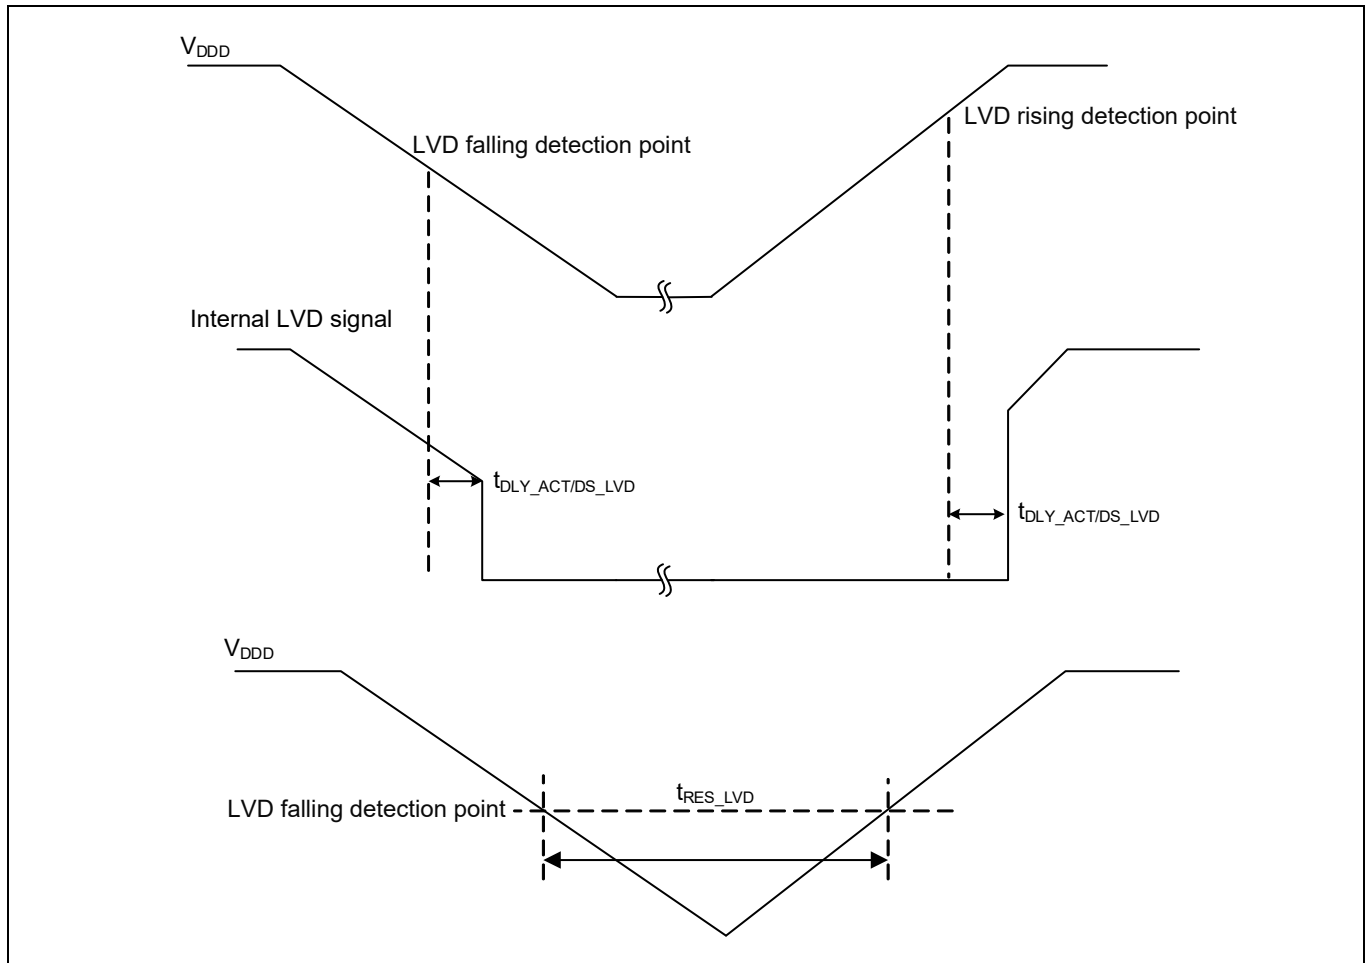 VDDD
LVD rising detection point
LVD falling detection point
Internal LVD signal
tDLY_ACT/DS_LVD
tDLY_ACT/DS_LVD
VDDD
tRES_LVD
LVD falling detection point